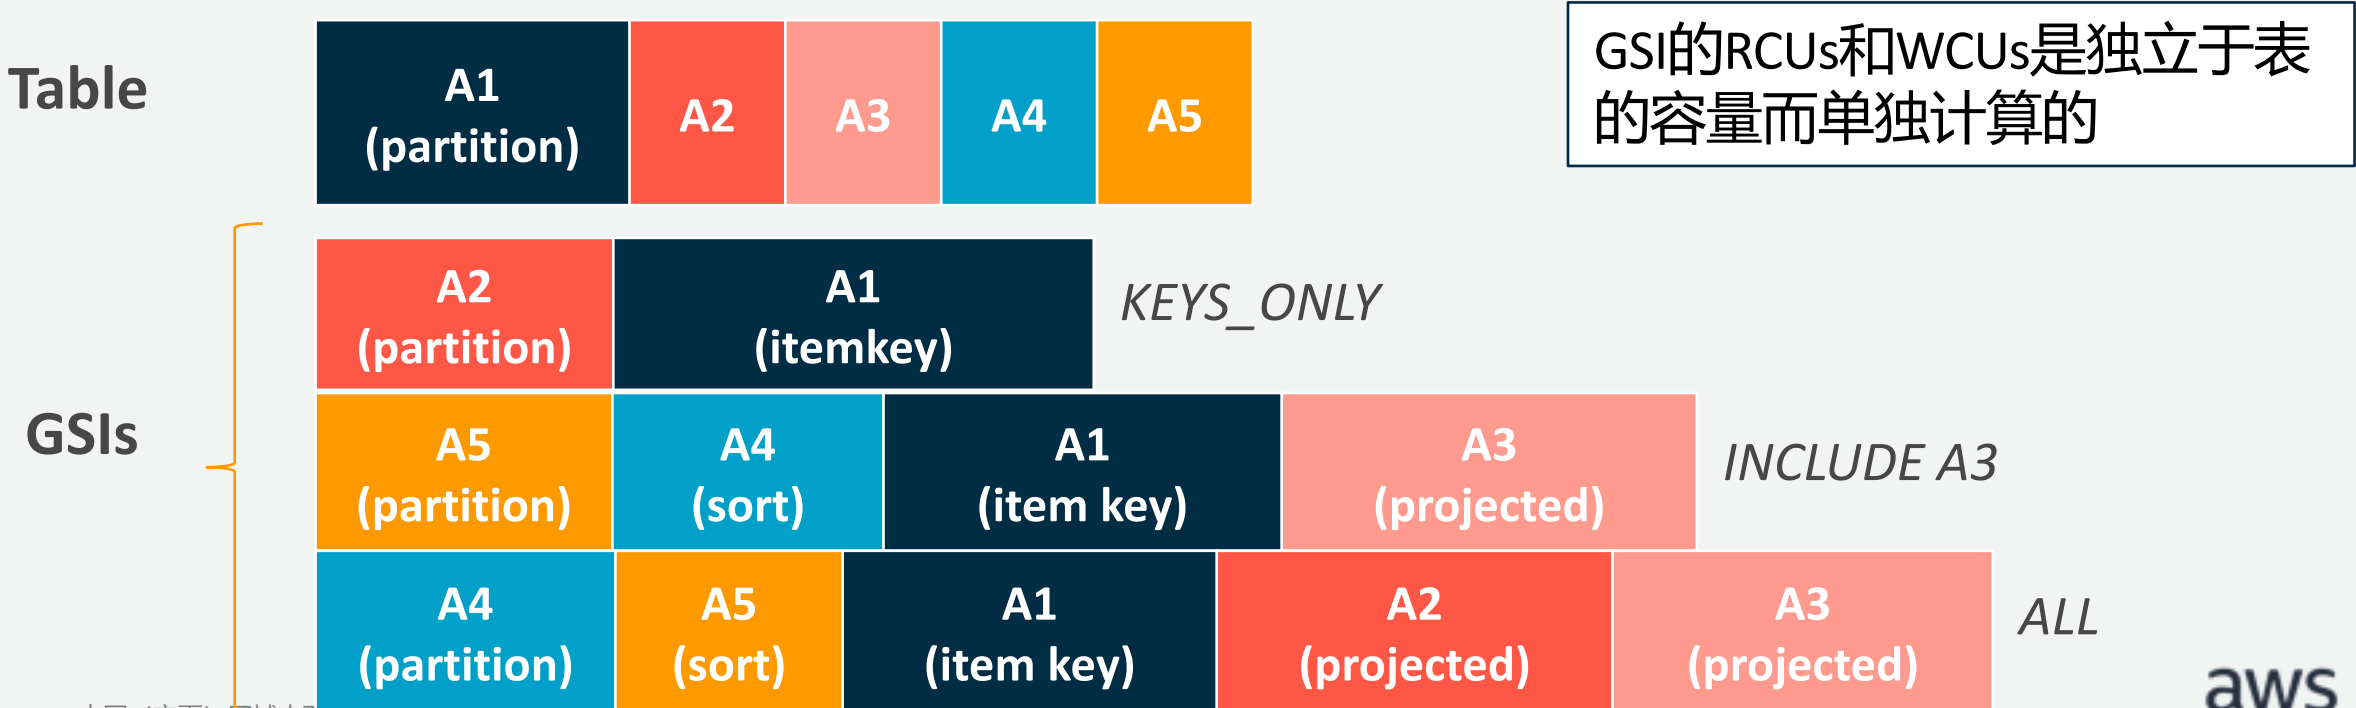 Table
A1
(partition)
A2
A3
A4
A5
GSI的RCUs和WCUs是独立于表
的容量而单独计算的
GSIs
A2
(partition)
A1
(itemkey)
KEYS_ONLY
A5
(partition)
A4
(sort)
A1
(item key)
A3
(projected)
INCLUDE A3
A4
(partition)
A5
(sort)
A1
(item key)
A2
(projected)
A3
(projected)
ALL
aws